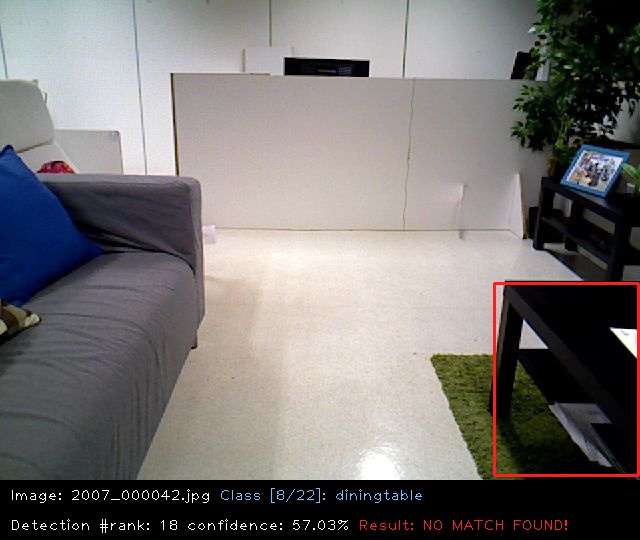 Image: 2007_000042.jpg Class [8/22]: diningtable
Detection #rank: 18 confidence: 57.03% Result: NO MATCH FOUND!